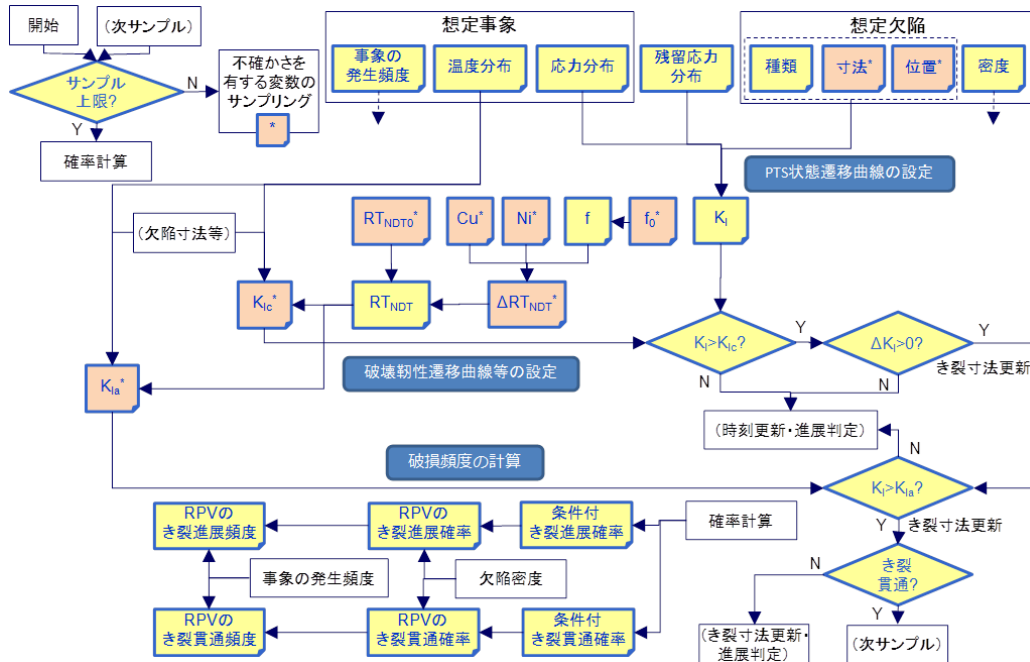 開始
(次サンプル)
サンプル
上限?
N
Y
確率計算
不確かさを
有する変数の
サンプリング
*
想定事象
事象の
発生頻度
温度分布
応力分布
残留応力
分布
想定欠陥
種類
寸法*
位置*
密度
PTS状態遷移曲線の設定
RTNDT0*
Cu*
Ni*
f
f0*
KI
(欠陥寸法等)
KIc*
RTNDT
ΔRTNDT*
KI>KIc?
Y
N
ΔKI>0?
Y
き裂寸法更新
N
KIa*
破壊靭性遷移曲線等の設定
(時刻更新・進展判定)
N
破損頻度の計算
KI>KIa?
Y
き裂寸法更新
RPVの
き裂進展頻度
RPVの
き裂進展確率
条件付
き裂進展確率
確率計算
事象の発生頻度
欠陥密度
き裂
貫通?
N
Y
RPVの
き裂貫通頻度
RPVの
き裂貫通確率
条件付
き裂貫通確率
(き裂寸法更新・
進展判定)
(次サンプル)